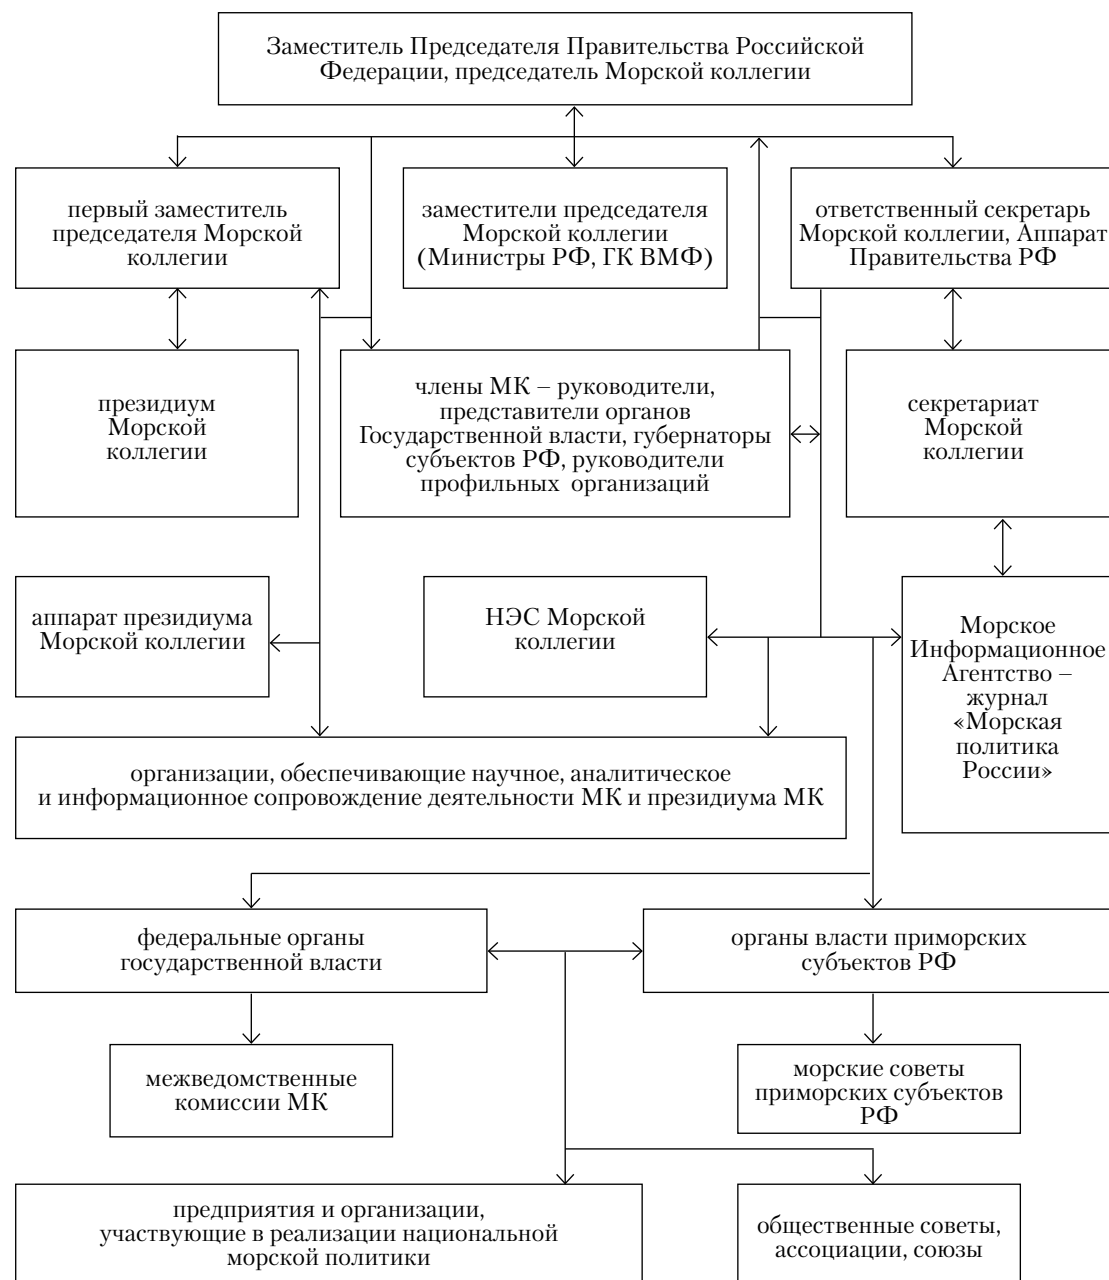 Заместитель Председателя Правительства Российской
Федерации, председатель Морской коллегии
первый заместитель
председателя Морской
коллегии
заместители председателя
Морской коллегии
(Министры РФ, ГК ВМФ)
ответственный секретарь
Морской коллегии, Аппарат
Правительства РФ
президиум
Морской
коллегии
члены МК – руководители,
представители органов
Государственной власти, губернаторы
субъектов РФ, руководители
профильных организаций
секретариат
Морской
коллегии
аппарат президиума
Морской коллегии
НЭС Морской
коллегии
Морское
Информационное
Агентство –
журнал
«Морская
политика
России»
организации, обеспечивающие научное, аналитическое
и информационное сопровождение деятельности МК и президиума МК
федеральные органы
государственной власти
органы власти приморских
субъектов РФ
межведомственные
комиссии МК
морские советы
приморских субъектов
РФ
предприятия и организации,
участвующие в реализации национальной
морской политики
общественные советы,
ассоциации, союзы